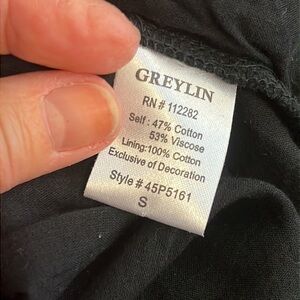 GREYLIN
RN # 112282
Self : 47% Cotton
53% Viscose
Lining:100% Cotton
Exclusive of Decoration
Style # 45P5161
S